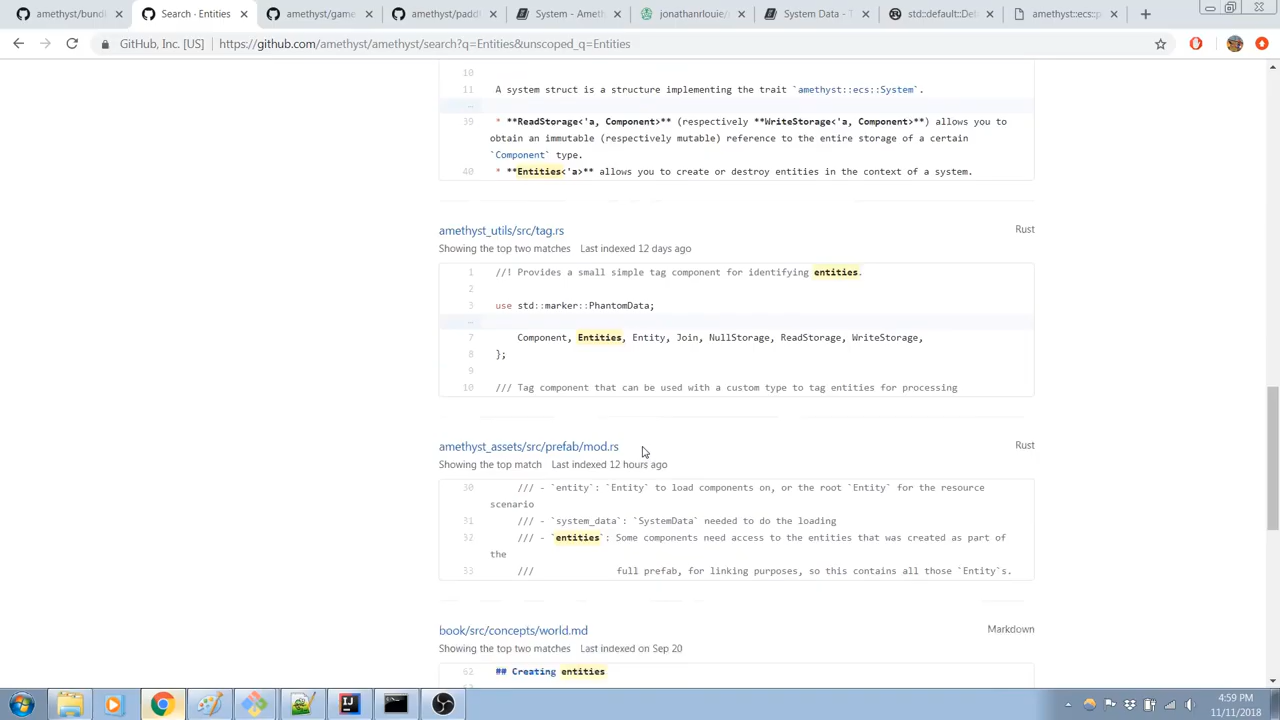 amethyst/bund
Search · Entities
amethyst/game
amethyst/padd
System - Ameth
jonathanlouie/
System Data - T
std::default::De
amethyst::ecs::p
GitHub, Inc. [US]
https://github.com/amethyst/amethyst/search?q=Entities&unscoped_q=Entities
10
11 A system struct is a structure implementing the trait `amethyst::ecs::System`.
39 * **ReadStorage<'a, Component>** (respectively **WriteStorage<'a, Component>**) allows you to
obtain an immutable (respectively mutable) reference to the entire storage of a certain
`Component` type.
40 * **Entities<'a>** allows you to create or destroy entities in the context of a system.
amethyst_utils/src/tag.rs
Rust
Showing the top two matches Last indexed 12 days ago
1 //! Provides a small simple tag component for identifying entities.
2
3 use std::marker::PhantomData;
7 Component, Entities, Entity, Join, NullStorage, ReadStorage, WriteStorage,
8 };
9
10 /// Tag component that can be used with a custom type to tag entities for processing
amethyst_assets/src/prefab/mod.rs
Rust
Showing the top match Last indexed 12 hours ago
30 /// - `entity`: `Entity` to load components on, or the root `Entity` for the resource
scenario
31 /// - `system_data`: `SystemData` needed to do the loading
32 /// - `entities`: Some components need access to the entities that was created as part of
the
33 /// full prefab, for linking purposes, so this contains all those `Entity`s.
book/src/concepts/world.md
Markdown
Showing the top two matches Last indexed on Sep 20
62 ## Creating entities
4:59 PM
11/11/2018